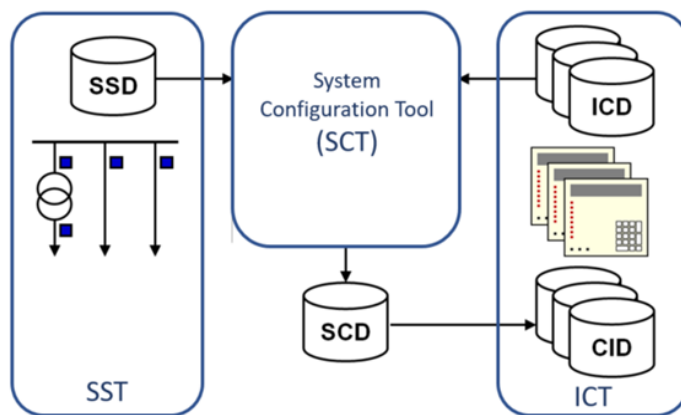 SSD
System
Configuration Tool
(SCT)
ICD
SCD
CID
SST
ICT